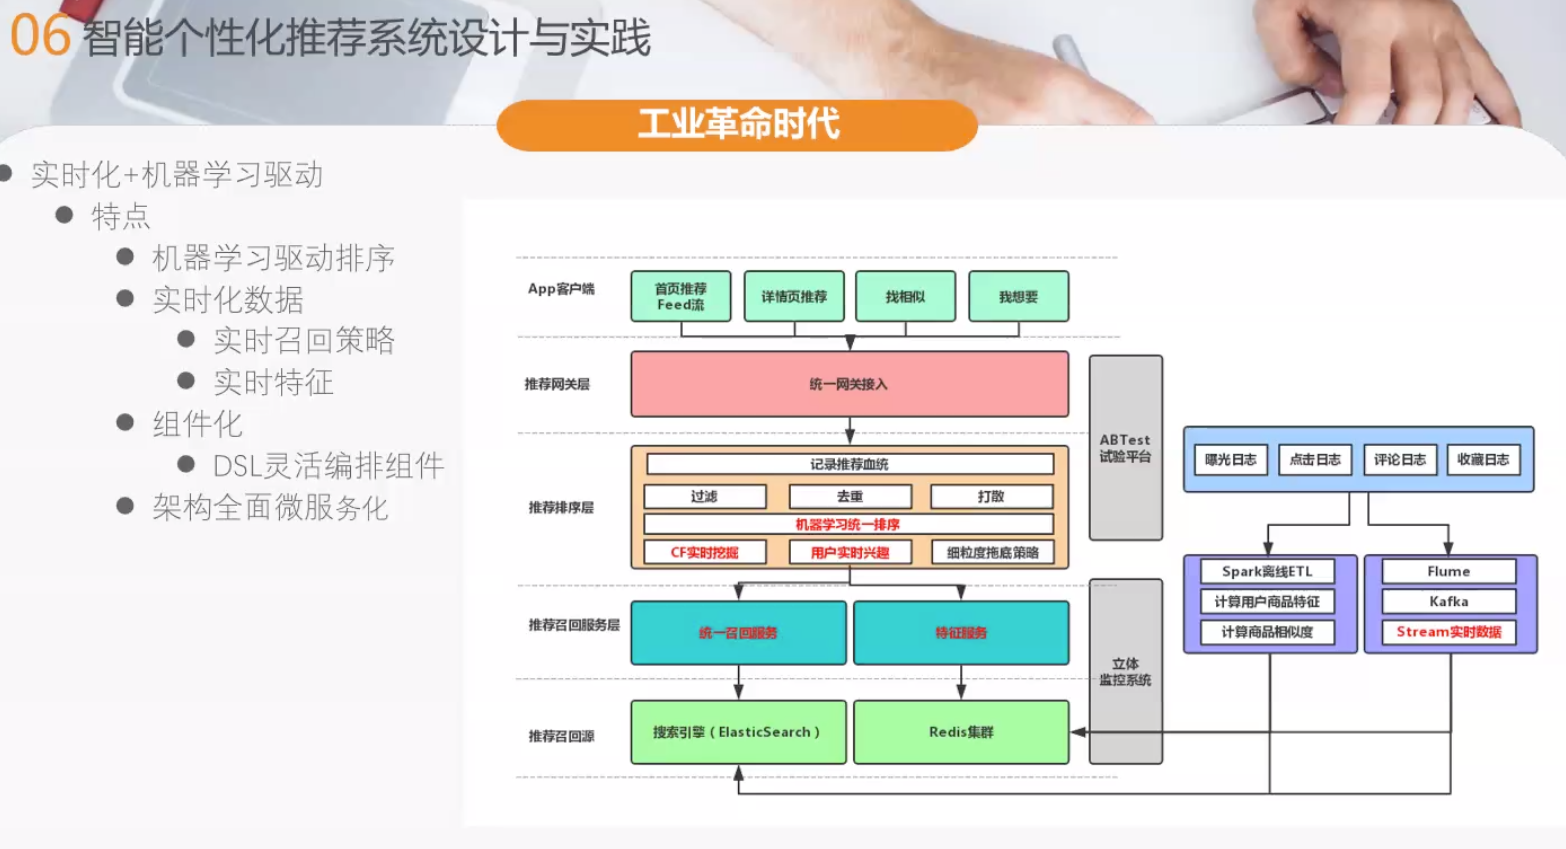 06 智能个性化推荐系统设计与实践
工业革命时代
实时化+机器学习驱动
特点
机器学习驱动排序
实时化数据
实时召回策略
实时特征
组件化
DSL灵活编排组件
架构全面微服务化
App客户端
首页推荐
Feed流
详情页推荐
找相似
我想要
推荐网关层
统一网关接入
推荐排序层
记录推荐血统
过滤
去重
打散
机器学习统一排序
CF实时挖掘
用户实时兴趣
细粒度拖底策略
推荐召回服务层
统一召回服务
特征服务
推荐召回源
搜索引擎（ElasticSearch）
Redis集群
ABTest
试验平台
立体
监控系统
曝光日志
点击日志
评论日志
收藏日志
Spark离线ETL
计算用户商品特征
计算商品相似度
Flume
Kafka
Stream实时数据